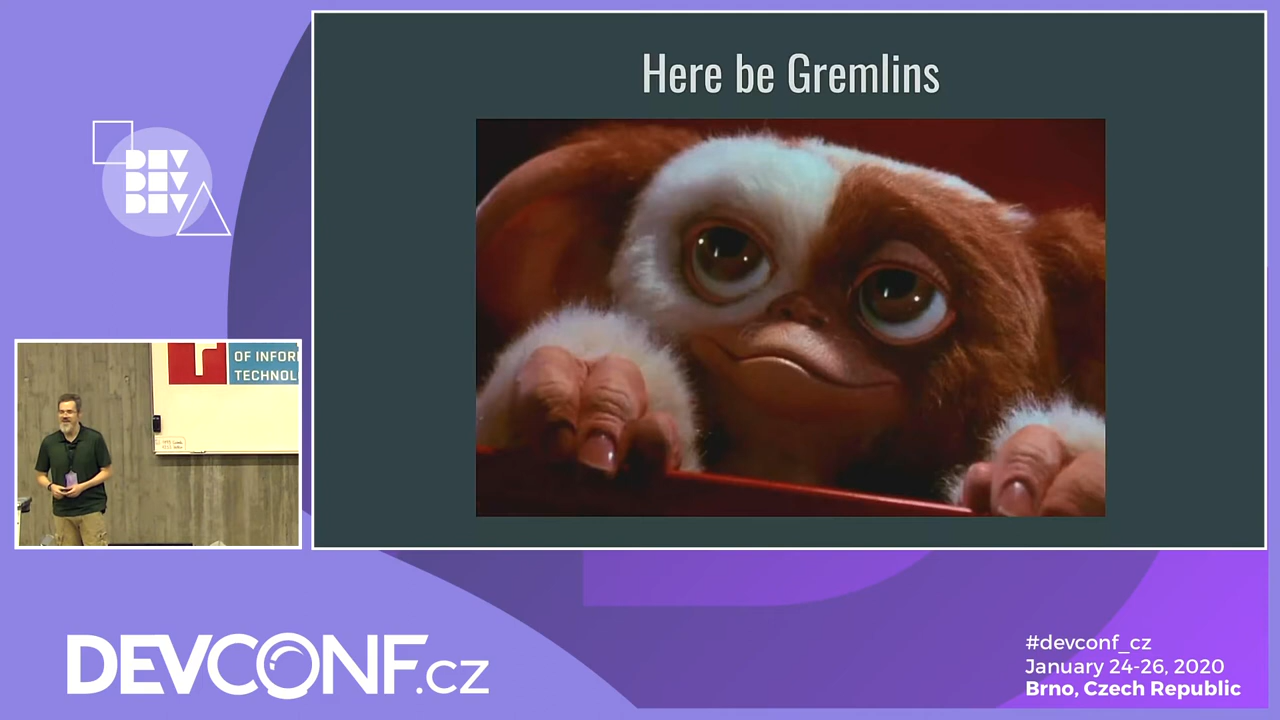 Here be Gremlins
DEV
DEV
DEV
OF INFOR
TECHNOL
DEVCONF.cz
#devconf_cz
January 24-26, 2020
Brno, Czech Republic